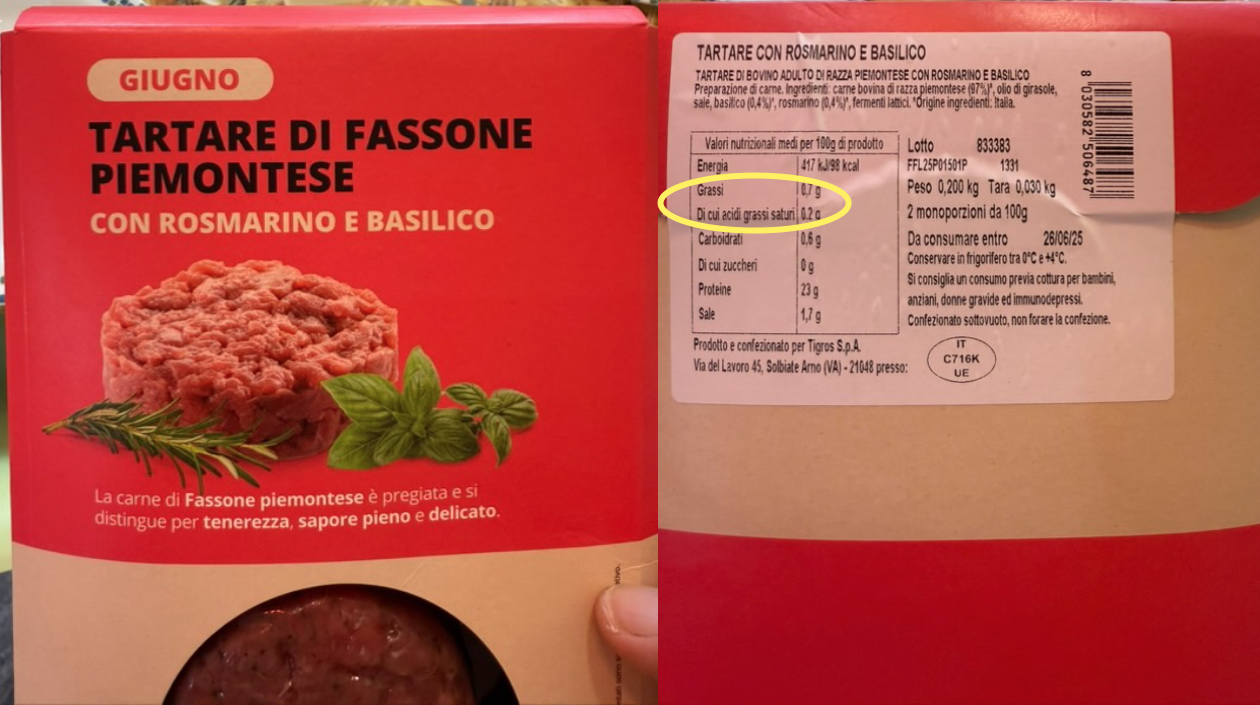 GIUGNO
TARTARE DI FASSONE
PIEMONTESE
CON ROSMARINO E BASILICO
La carne di Fassone piemontese è pregiata e si
distingue per tenerezza, sapore pieno e delicato.
TARTARE CON ROSMARINO E BASILICO
TARTARE DI BOVINO ADULTO DI RAZZA PIEMONTESE CON ROSMARINO E BASILICO
Preparazione di carne. Ingredienti: carne bovina di razza piemontese (97%)*, olio di girasole,
sale, basilico (0,4%)*, rosmarino (0,4%)*, fermenti lattici. *Origine ingredienti: Italia.
8 030582 506487
Valori nutrizionali medi per 100g di prodotto
Energia 417 kJ/98 kcal
Grassi 0,7 g
Di cui acidi grassi saturi 0.2 g
Carboidrati 0,6 g
Di cui zuccheri 0 g
Proteine 23 g
Sale 1,7 g
Lotto 833383
FFL25P01501P 1331
Peso 0,200 kg Tara 0,030 kg
2 monoporzioni da 100g
Da consumare entro 26/06/25
Conservare in frigorifero tra 0°C e +4°C.
Si consiglia un consumo previa cottura per bambini,
anziani, donne gravide ed immunodepressi.
Confezionato sottovuoto, non forare la confezione.
Prodotto e confezionato per Tigros S.p.A.
Via del Lavoro 45, Solbiate Arno (VA) - 21048 presso:
IT
C716K
UE